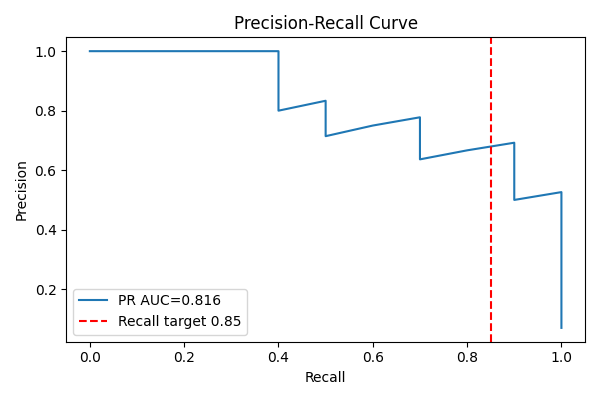 Precision-Recall Curve
Precision
1.0
0.8
0.6
0.4
0.2
PR AUC=0.816
Recall target 0.85
0.0 0.2 0.4 0.6 0.8 1.0
Recall